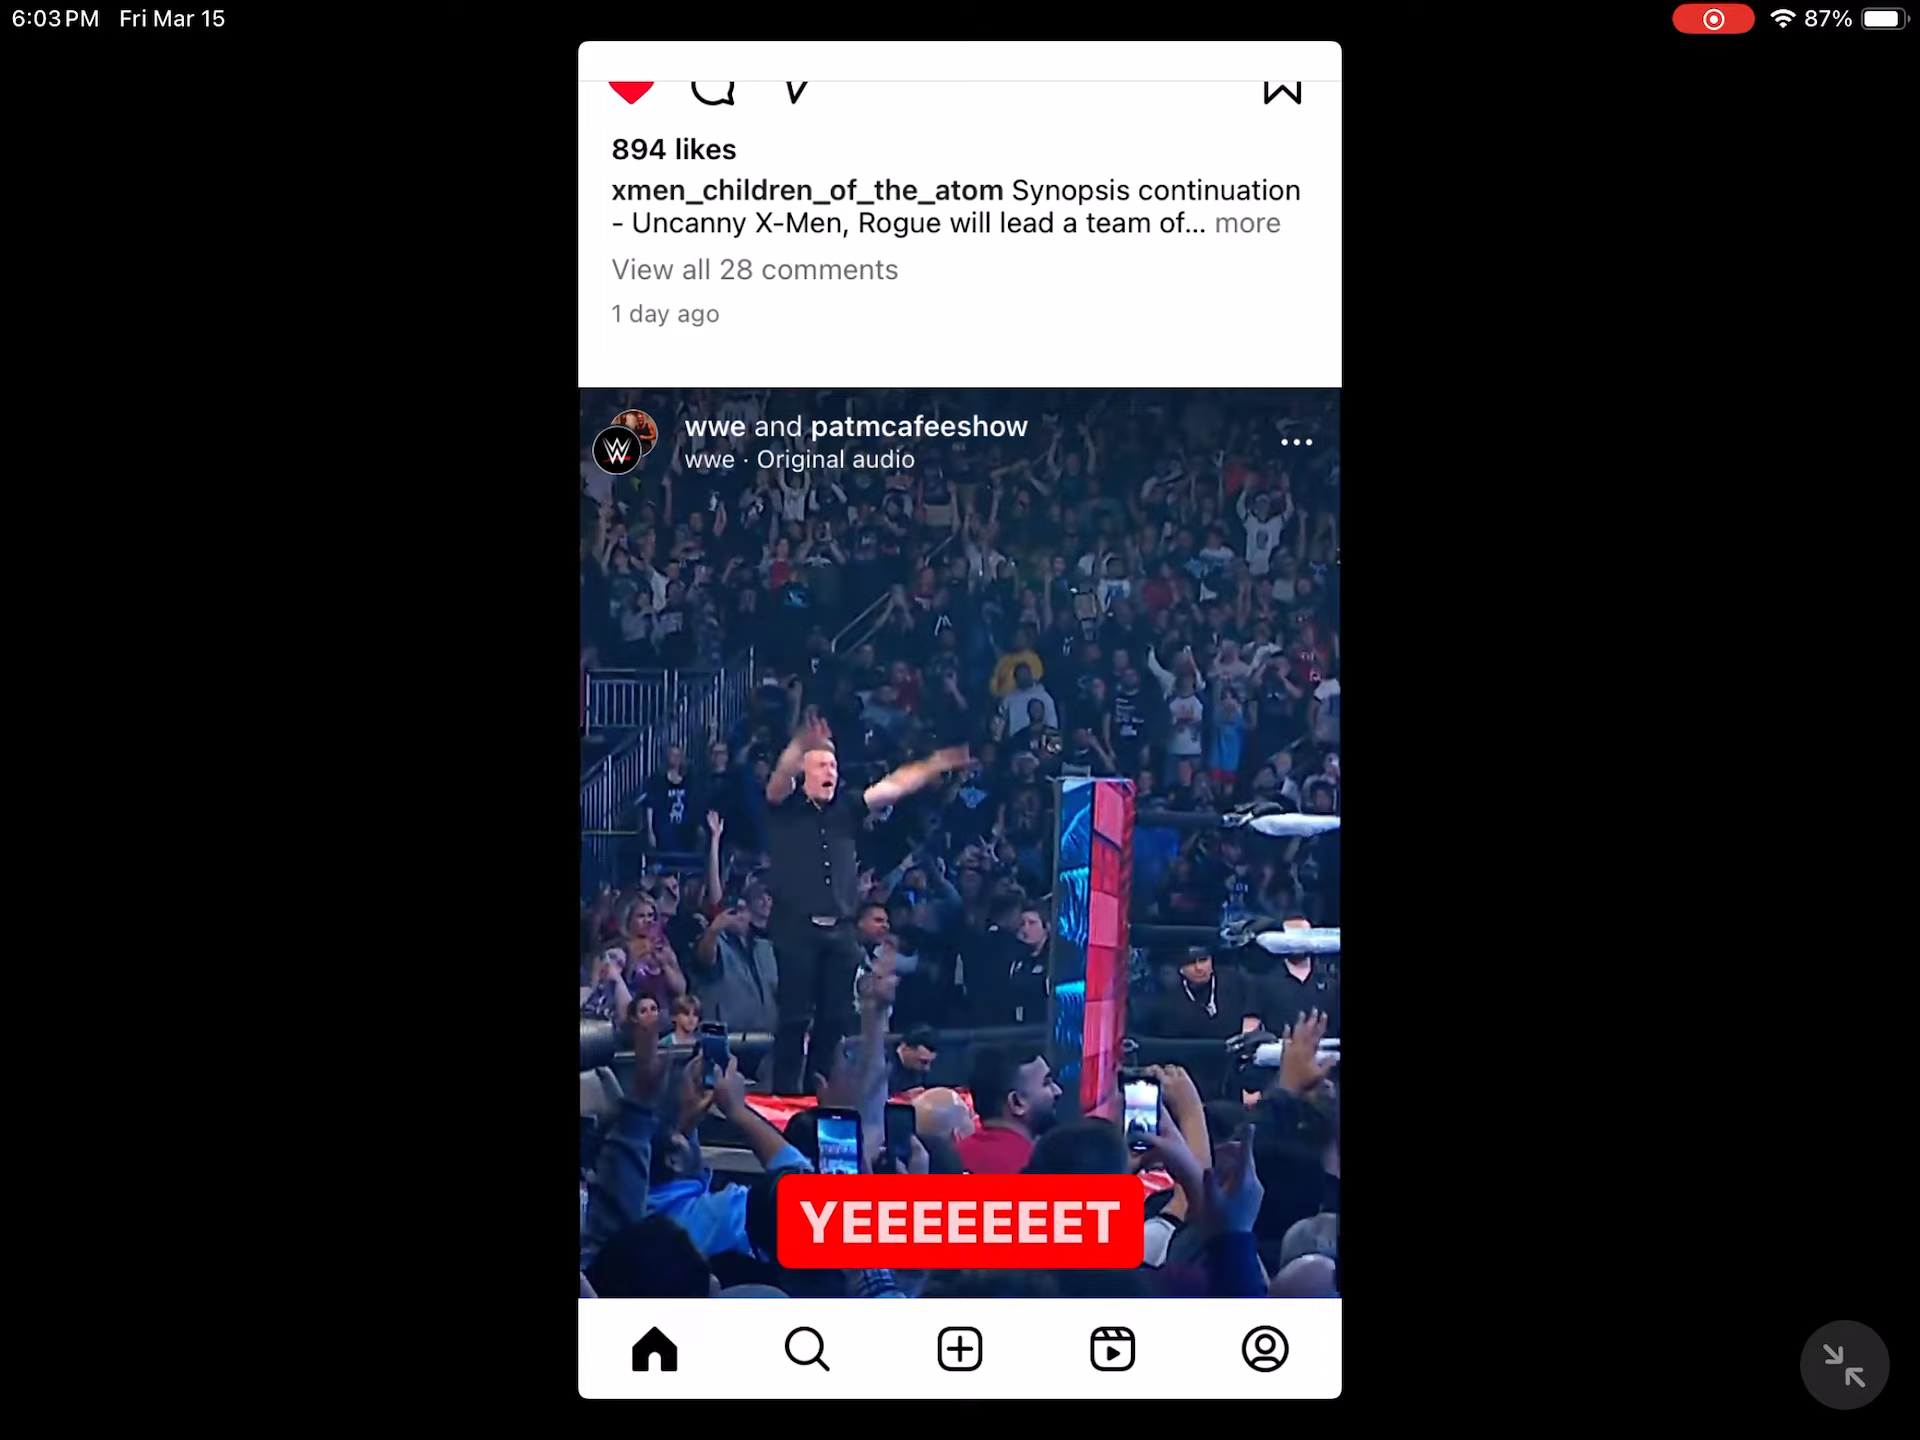 6:03 PM Fri Mar 15
87%
894 likes
xmen_children_of_the_atom Synopsis continuation
- Uncanny X-Men, Rogue will lead a team of... more
View all 28 comments
1 day ago
wwe and patmcafeeshow
wwe · Original audio
YEEEEEEET